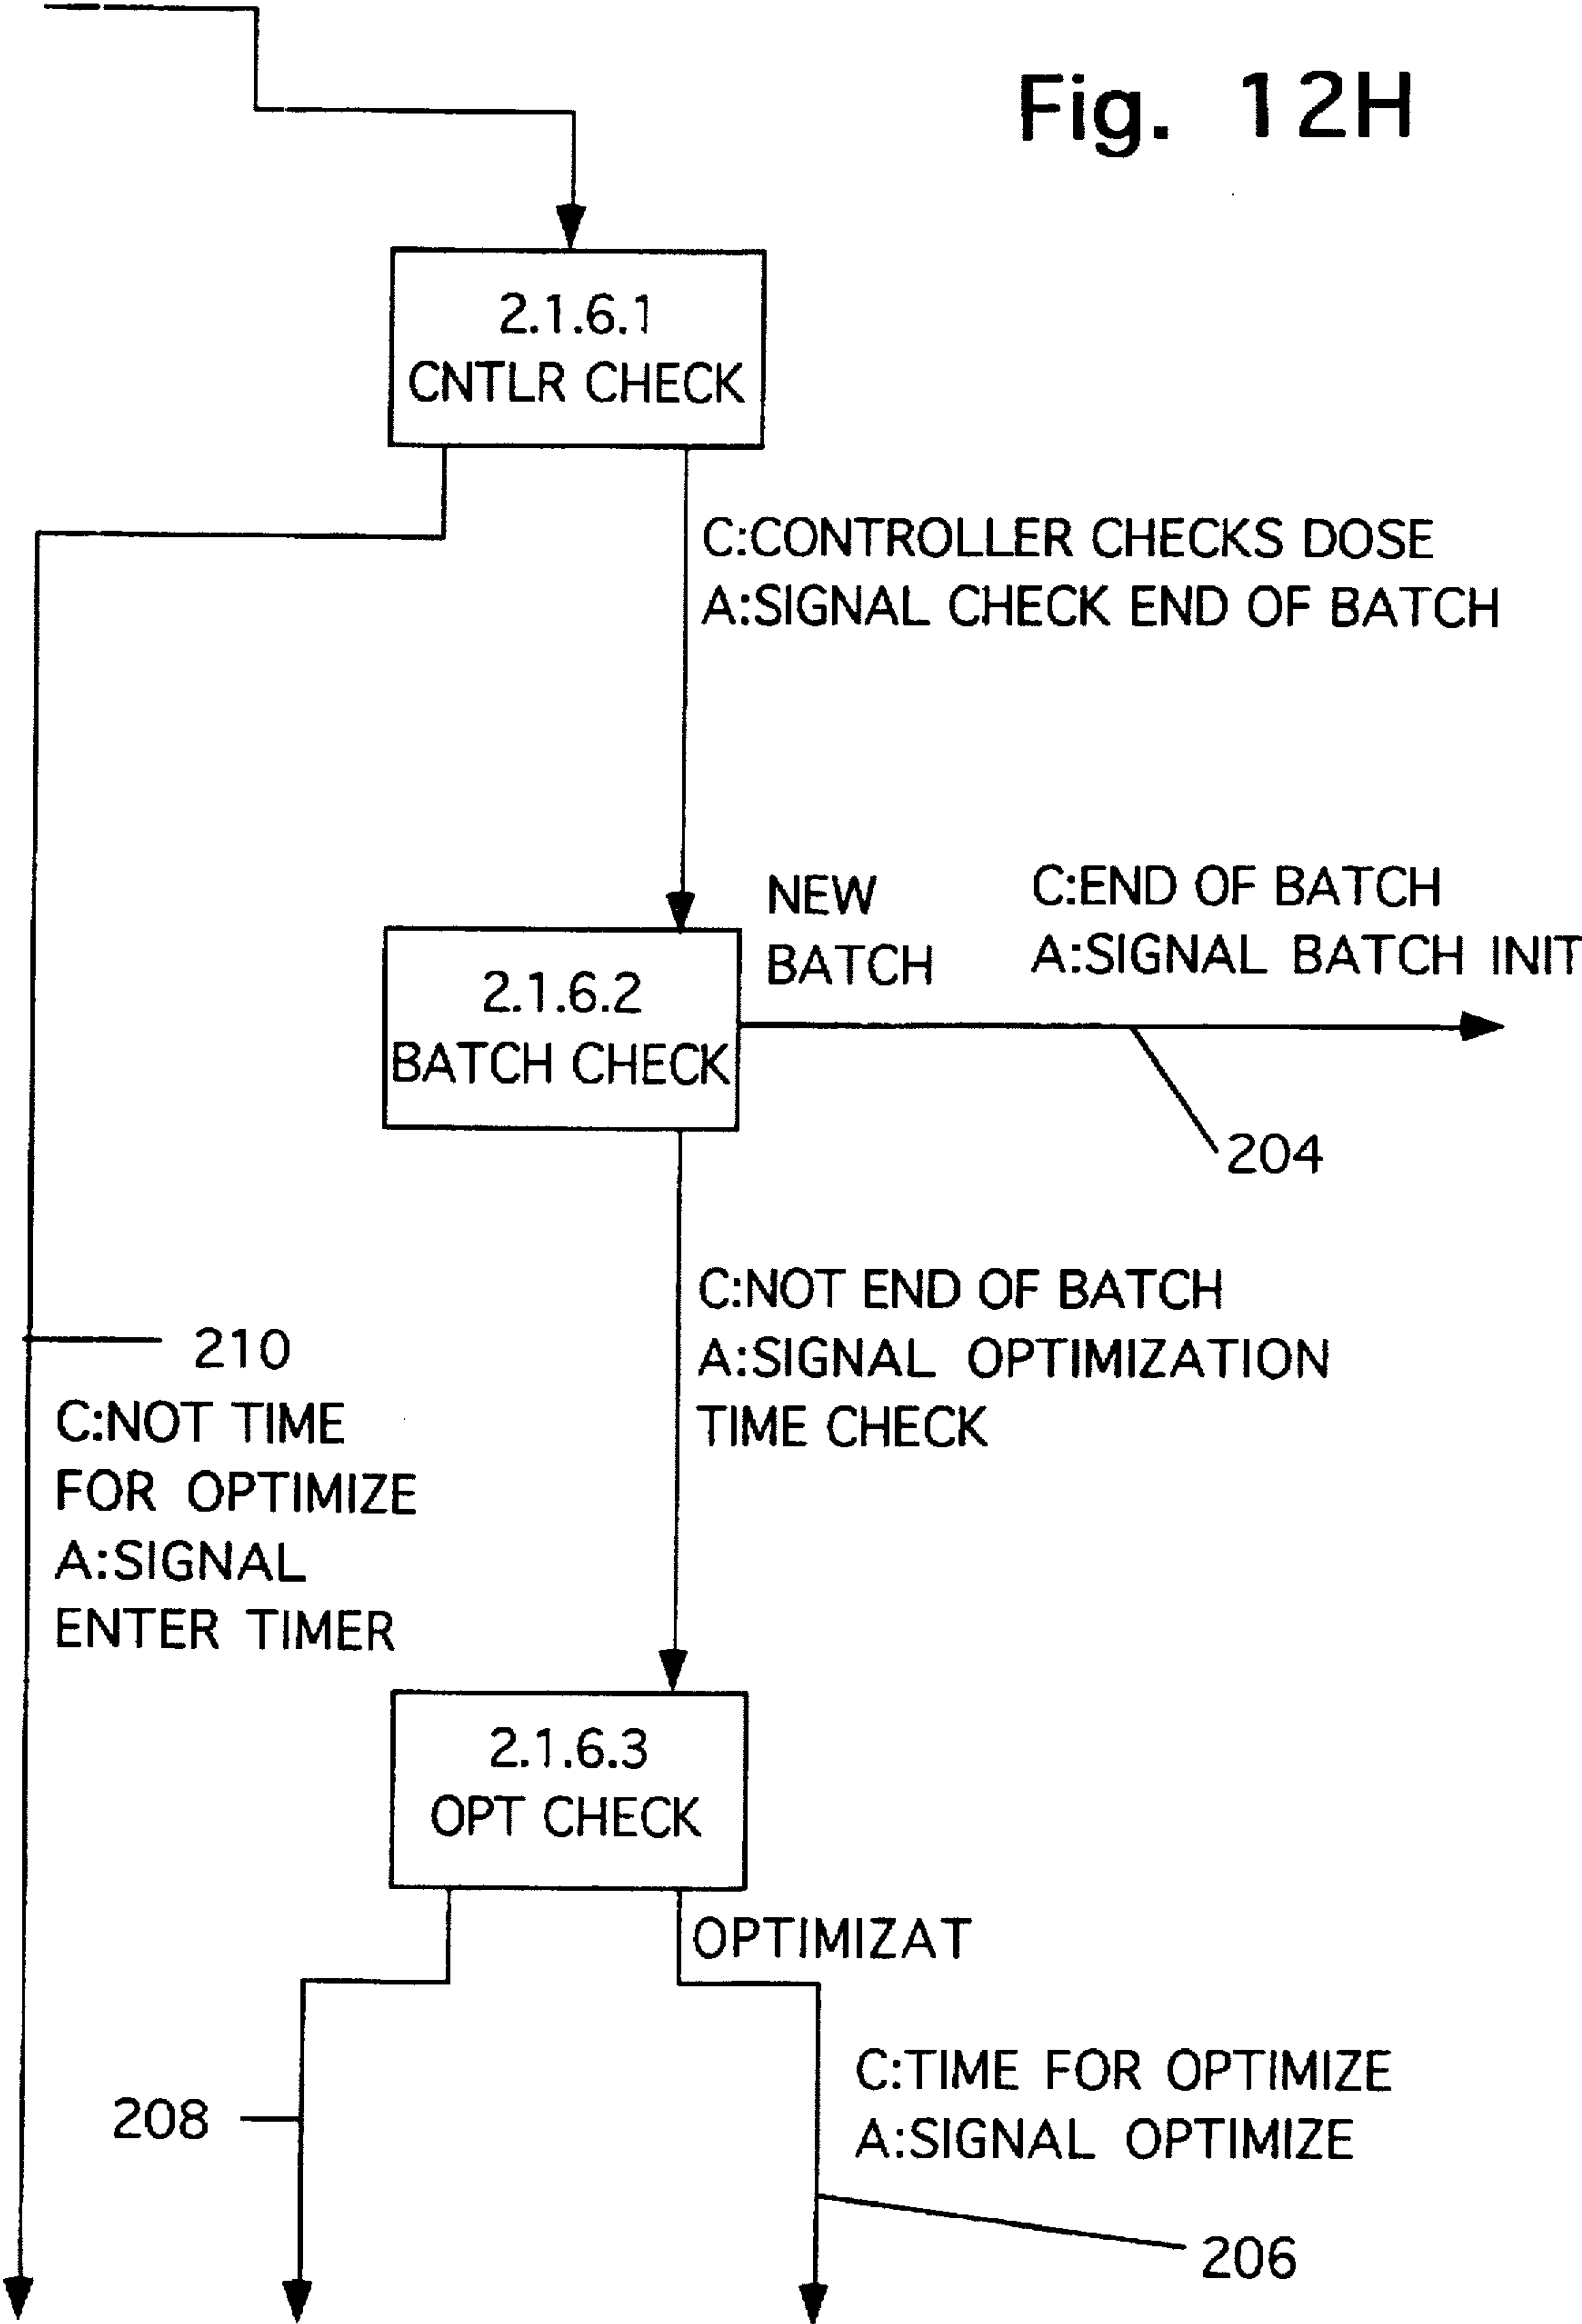 Fig. 12H
2.1.6.1
CNTLR CHECK
C:CONTROLLER CHECKS DOSE
A:SIGNAL CHECK END OF BATCH
NEW
BATCH
C:END OF BATCH
A:SIGNAL BATCH INIT
2.1.6.2
BATCH CHECK
204
C:NOT END OF BATCH
A:SIGNAL OPTIMIZATION
TIME CHECK
210
C:NOT TIME
FOR OPTIMIZE
A:SIGNAL
ENTER TIMER
2.1.6.3
OPT CHECK
OPTIMIZAT
C:TIME FOR OPTIMIZE
A:SIGNAL OPTIMIZE
208
206